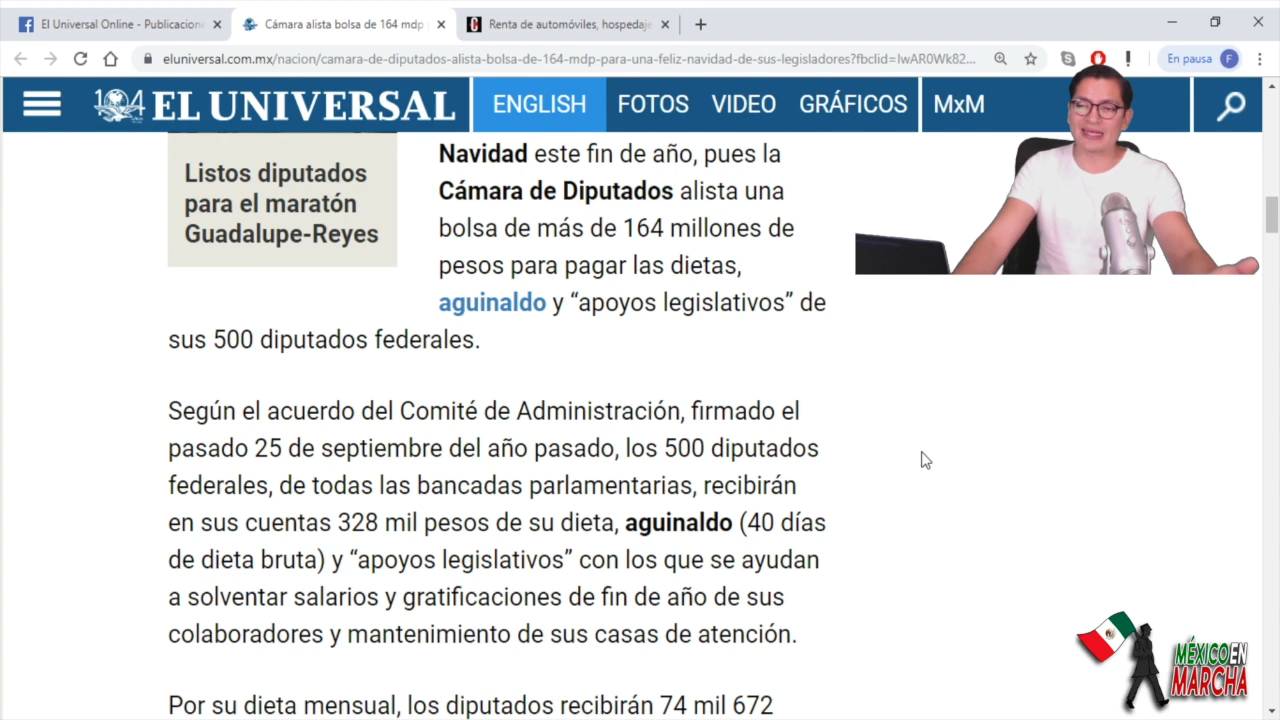 El Universal Online - Publicacione
Cámara alista bolsa de 164 mdp
Renta de automóviles, hospedaje
eluniversal.com.mx/nacion/camara-de-diputados-alista-bolsa-de-164-mdp-para-una-feliz-navidad-de-sus-legisladores?fbclid=IwAR0Wk82...
En pausa
F
104 EL UNIVERSAL
ENGLISH
FOTOS
VIDEO
GRÁFICOS
MxM
Listos diputados
para el maratón
Guadalupe-Reyes
Navidad este fin de año, pues la
Cámara de Diputados alista una
bolsa de más de 164 millones de
pesos para pagar las dietas,
aguinaldo y “apoyos legislativos” de
sus 500 diputados federales.
Según el acuerdo del Comité de Administración, firmado el
pasado 25 de septiembre del año pasado, los 500 diputados
federales, de todas las bancadas parlamentarias, recibirán
en sus cuentas 328 mil pesos de su dieta, aguinaldo (40 días
de dieta bruta) y “apoyos legislativos” con los que se ayudan
a solventar salarios y gratificaciones de fin de año de sus
colaboradores y mantenimiento de sus casas de atención.
Por su dieta mensual, los diputados recibirán 74 mil 672
MÉXICO EN
MARCHA